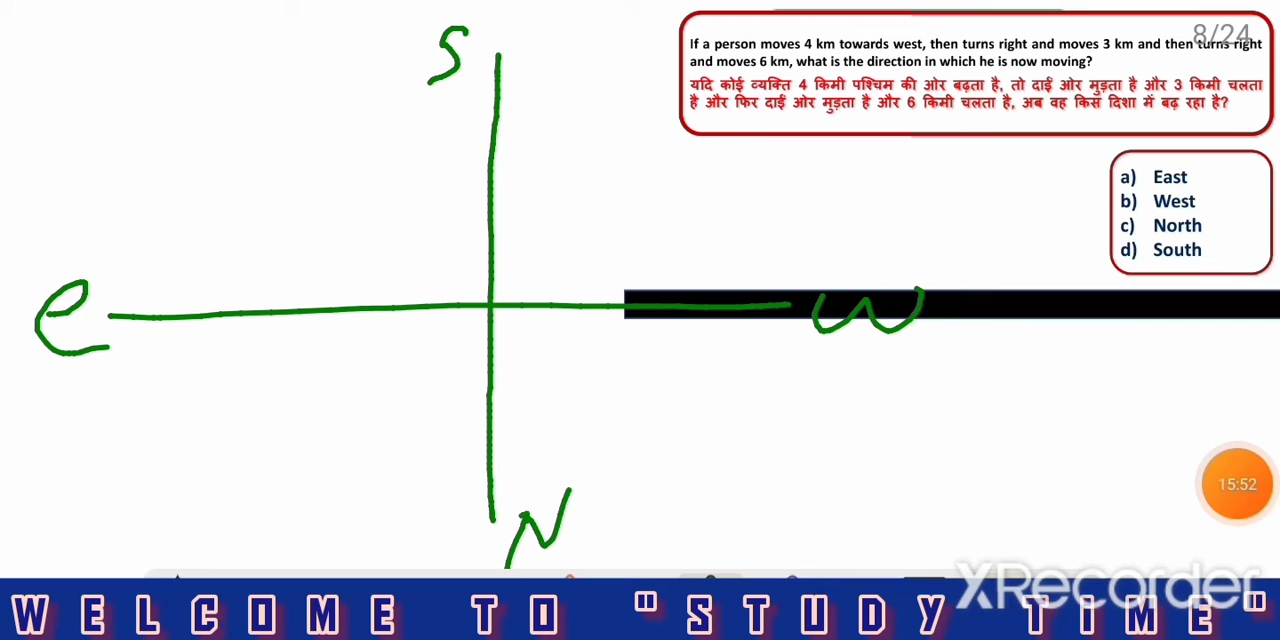 8/24
If a person moves 4 km towards west, then turns right and moves 3 km and then turns right
and moves 6 km, what is the direction in which he is now moving?
यदि कोई व्यक्ति 4 किमी पश्चिम की ओर बढ़ता है, तो दाईं ओर मुड़ता है और 3 किमी चलता
है और फिर दाईं ओर मुड़ता है और 6 किमी चलता है, अब वह किस दिशा में बढ़ रहा है?
a) East
b) West
c) North
d) South
S
e
w
N
15:52
XRecorder
WELCOME TO "STUDY TIME"